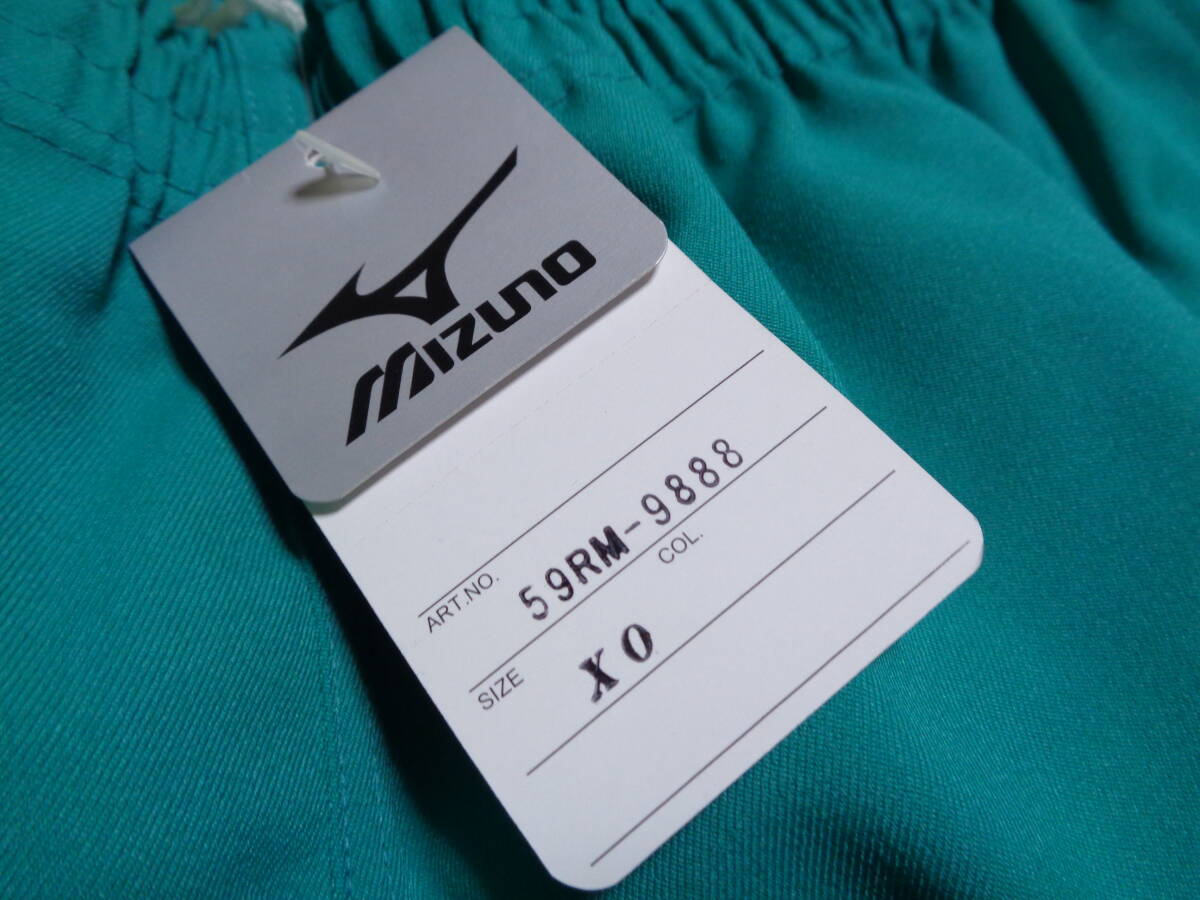 mizuno
ART.NO. 59RM-9888
SIZE XO COL.